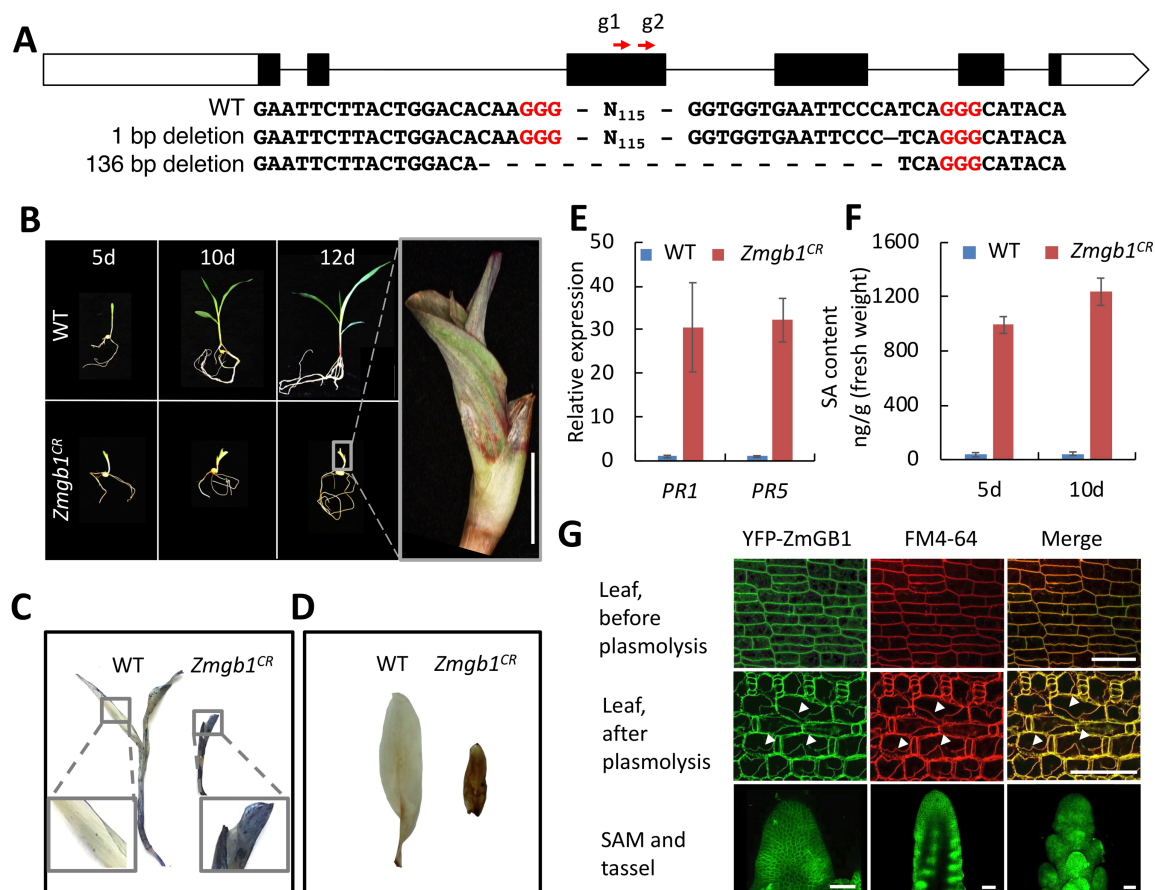 A
g1 g2
WT GAATTCTTACTGGACACAAGGG – N115 – GGTGGTGAATTCCCATCAGGGCATACA
1 bp deletion GAATTCTTACTGGACACAAGGG – N115 – GGTGGTGAATTCCC–TCAGGGCATACA
136 bp deletion GAATTCTTACTGGACA– – – – – – – – – – – – – – –TCAGGGCATACA
B
5d 10d 12d
WT
Zmgb1CR
E
WT Zmgb1CR
Relative expression
50
40
30
20
10
0
PR1 PR5
F
WT Zmgb1CR
SA content
ng/g (fresh weight)
1600
1200
800
400
0
5d 10d
C
WT Zmgb1CR
D
WT Zmgb1CR
G
YFP-ZmGB1 FM4-64 Merge
Leaf,
before
plasmolysis
Leaf,
after
plasmolysis
SAM and
tassel